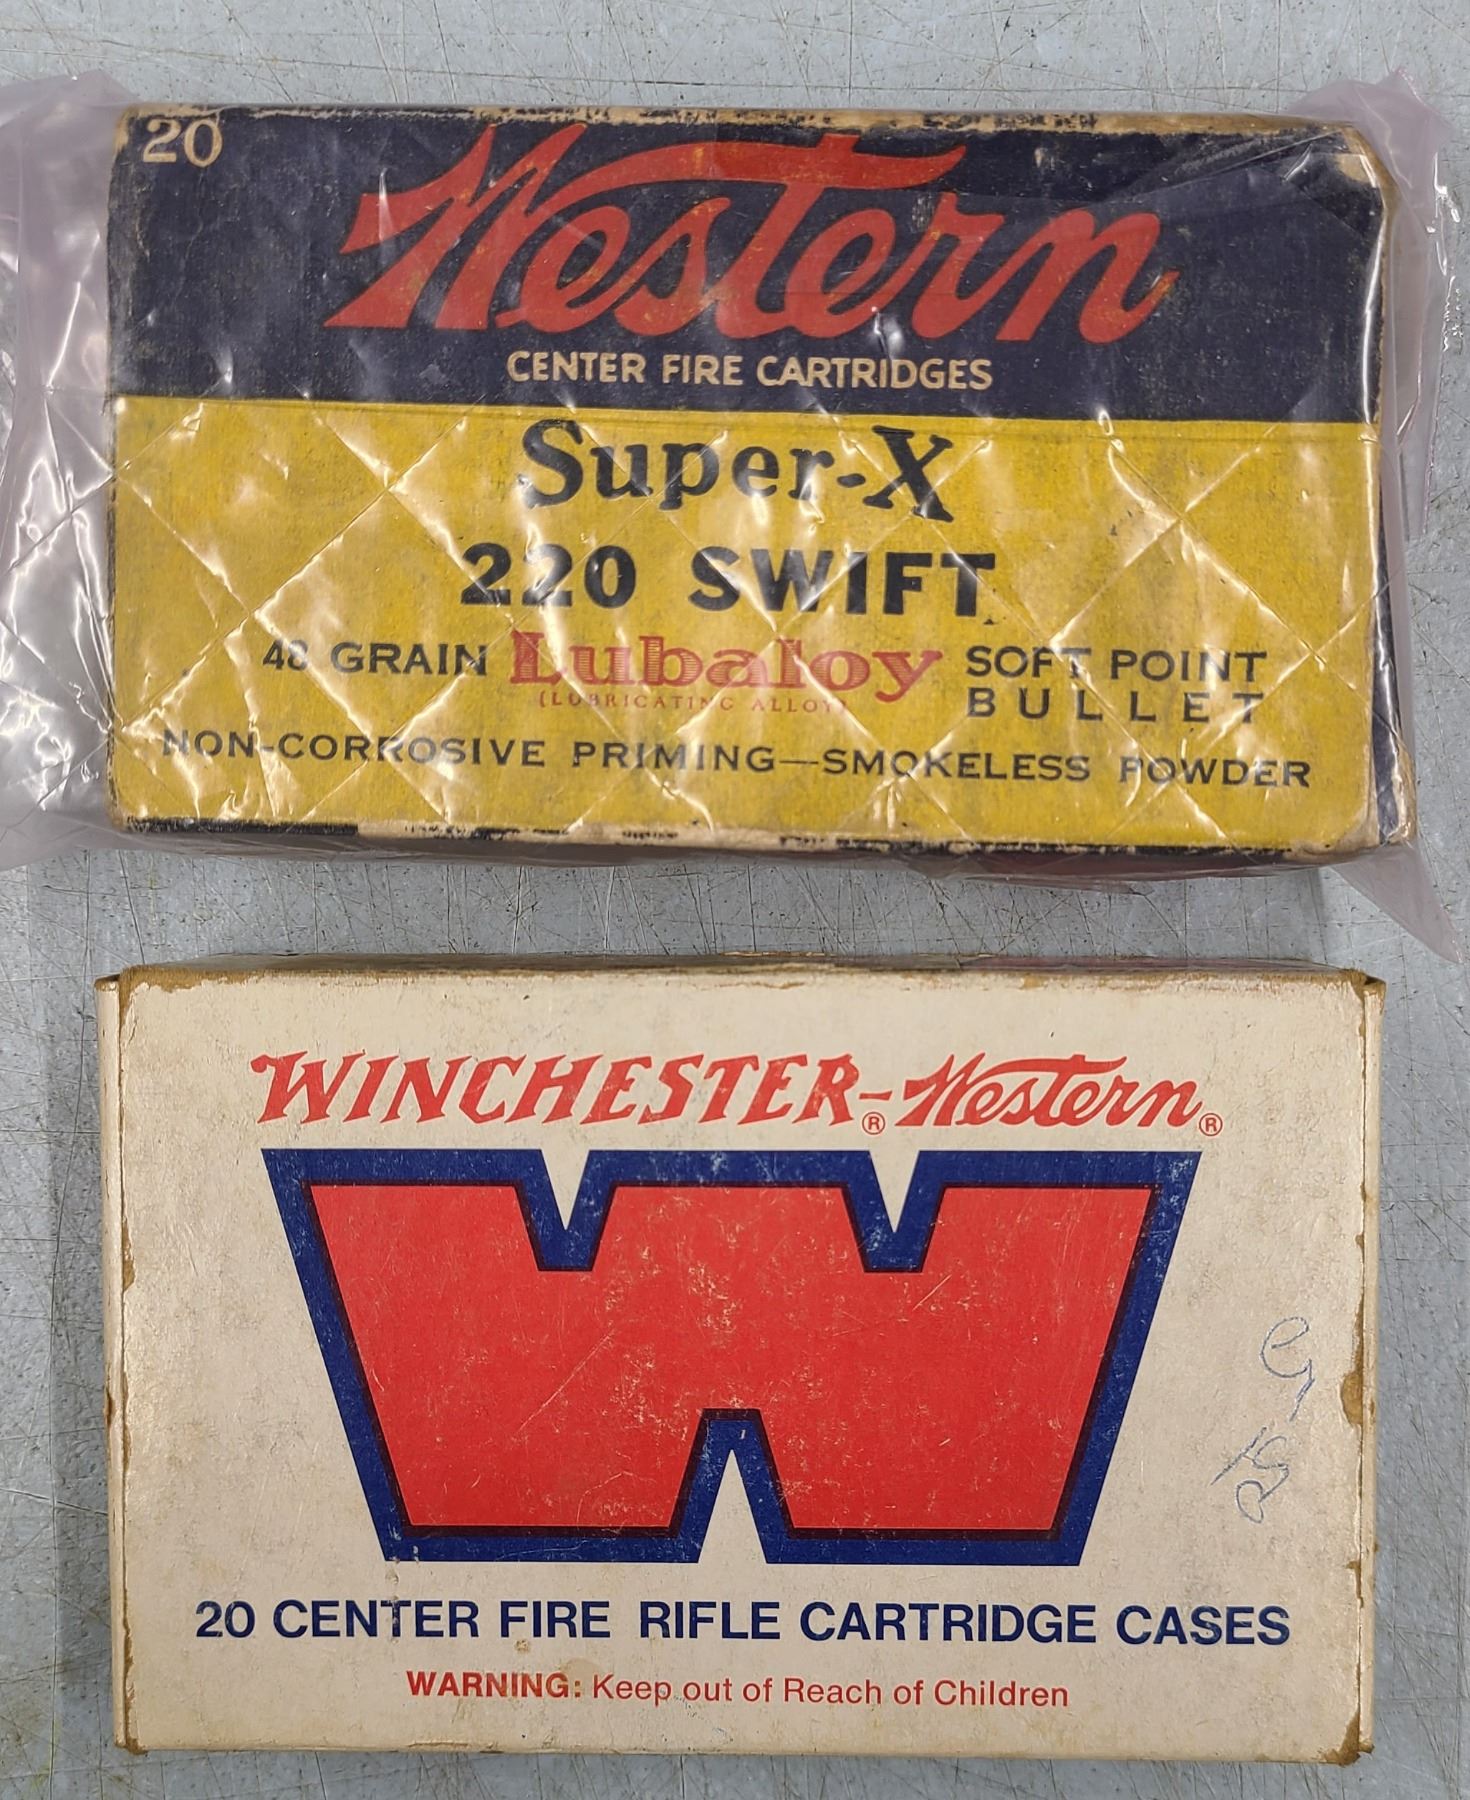 20
Western
CENTER FIRE CARTRIDGES
Super-X
220 SWIFT
48 GRAIN Lubaloy SOFT POINT
(LUBRICATING ALLOY) BULLET
NON-CORROSIVE PRIMING—SMOKELESS POWDER
WINCHESTER®-Western®
20 CENTER FIRE RIFLE CARTRIDGE CASES
WARNING: Keep out of Reach of Children